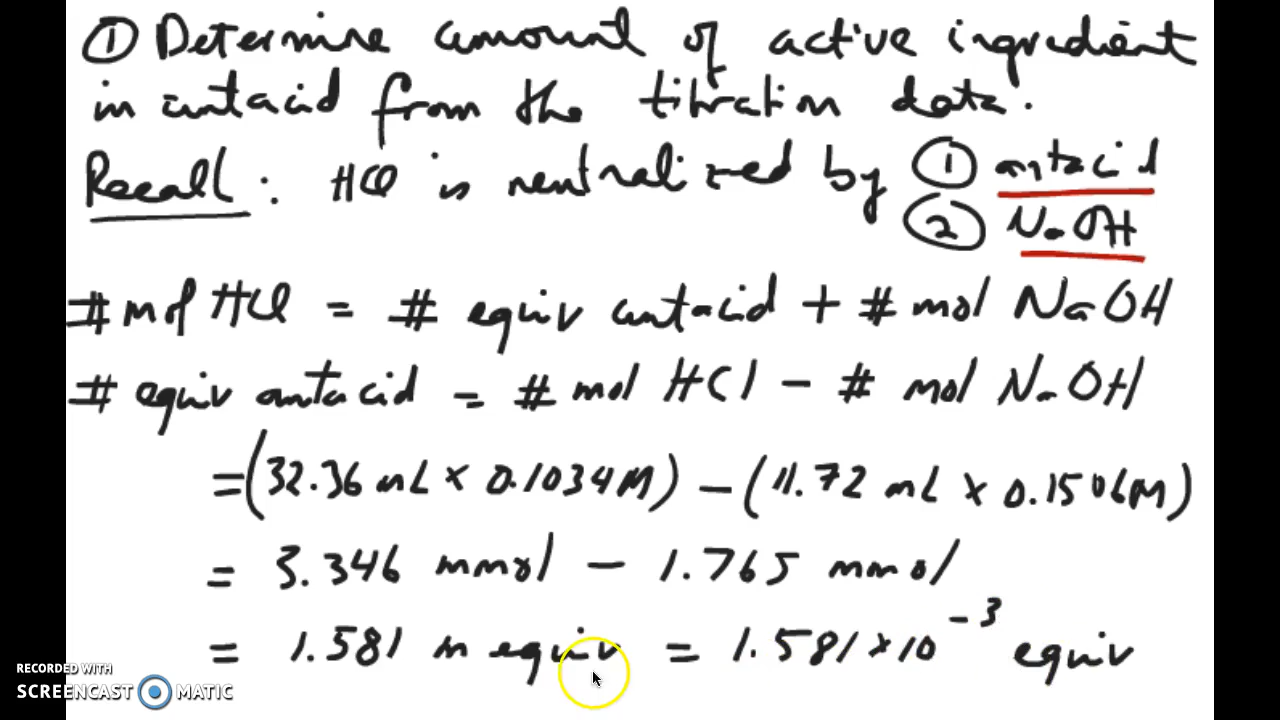 ① Determine amount of active ingredient
in antacid from the titration data.
Recall: HCl is neutralized by ① antacid
② NaOH
# mol HCl = # equiv antacid + # mol NaOH
# equiv antacid = # mol HCl - # mol NaOH
= (32.36 mL × 0.1034M) - (11.72 mL × 0.1506M)
= 3.346 mmol - 1.765 mmol
= 1.581 m equiv = 1.581 × 10⁻³ equiv
RECORDED WITH
SCREENCAST MATIC